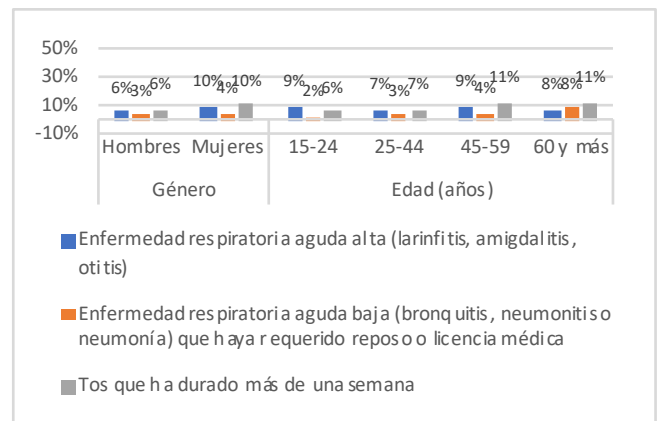 50%
30%
10%
-10%
6% 3% 6% 10% 4% 10% 9% 2% 6% 7% 3% 7% 9% 4% 11% 8% 8% 11%
Hombres Mujeres 15-24 25-44 45-59 60 y más
Género Edad (años)
Enfermedad respiratoria aguda alta (larinfitis, amigdalitis,
otitis)
Enfermedad respiratoria aguda baja (bronquitis, neumonitis o
neumonía) que haya requerido reposo o licencia médica
Tos que ha durado más de una semana